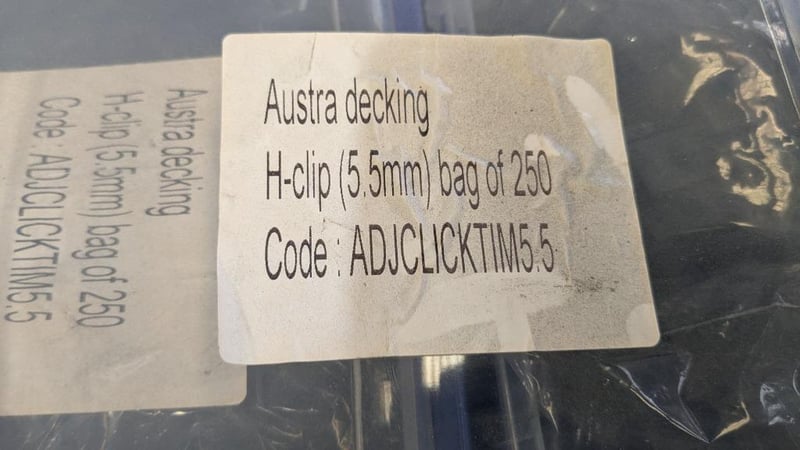 Austra decking
H-clip (5.5mm) bag of 250
Code : ADJCLICKTIM5.5
Austra decking
H-clip (5.5mm) bag of 250
Code : ADJCLICKTIM5.5